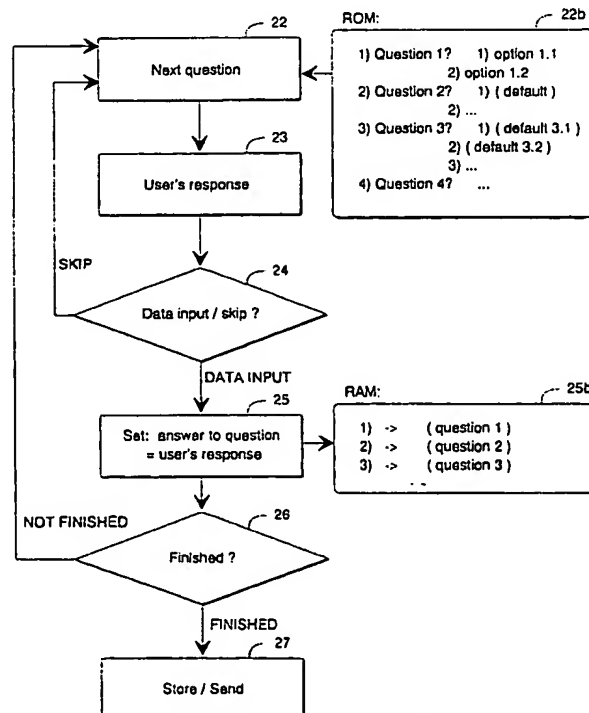 22
Next question
ROM:
22b
1) Question 1? 1) option 1.1
2) option 1.2
2) Question 2? 1) ( default )
2) ...
3) Question 3? 1) ( default 3.1 )
2) ( default 3.2 )
3) ...
4) Question 4? ...
23
User's response
SKIP
24
Data input / skip ?
DATA INPUT
25
Set: answer to question
= user's response
RAM:
25b
1) -> ( question 1 )
2) -> ( question 2 )
3) -> ( question 3 )
NOT FINISHED
26
Finished ?
FINISHED
27
Store / Send